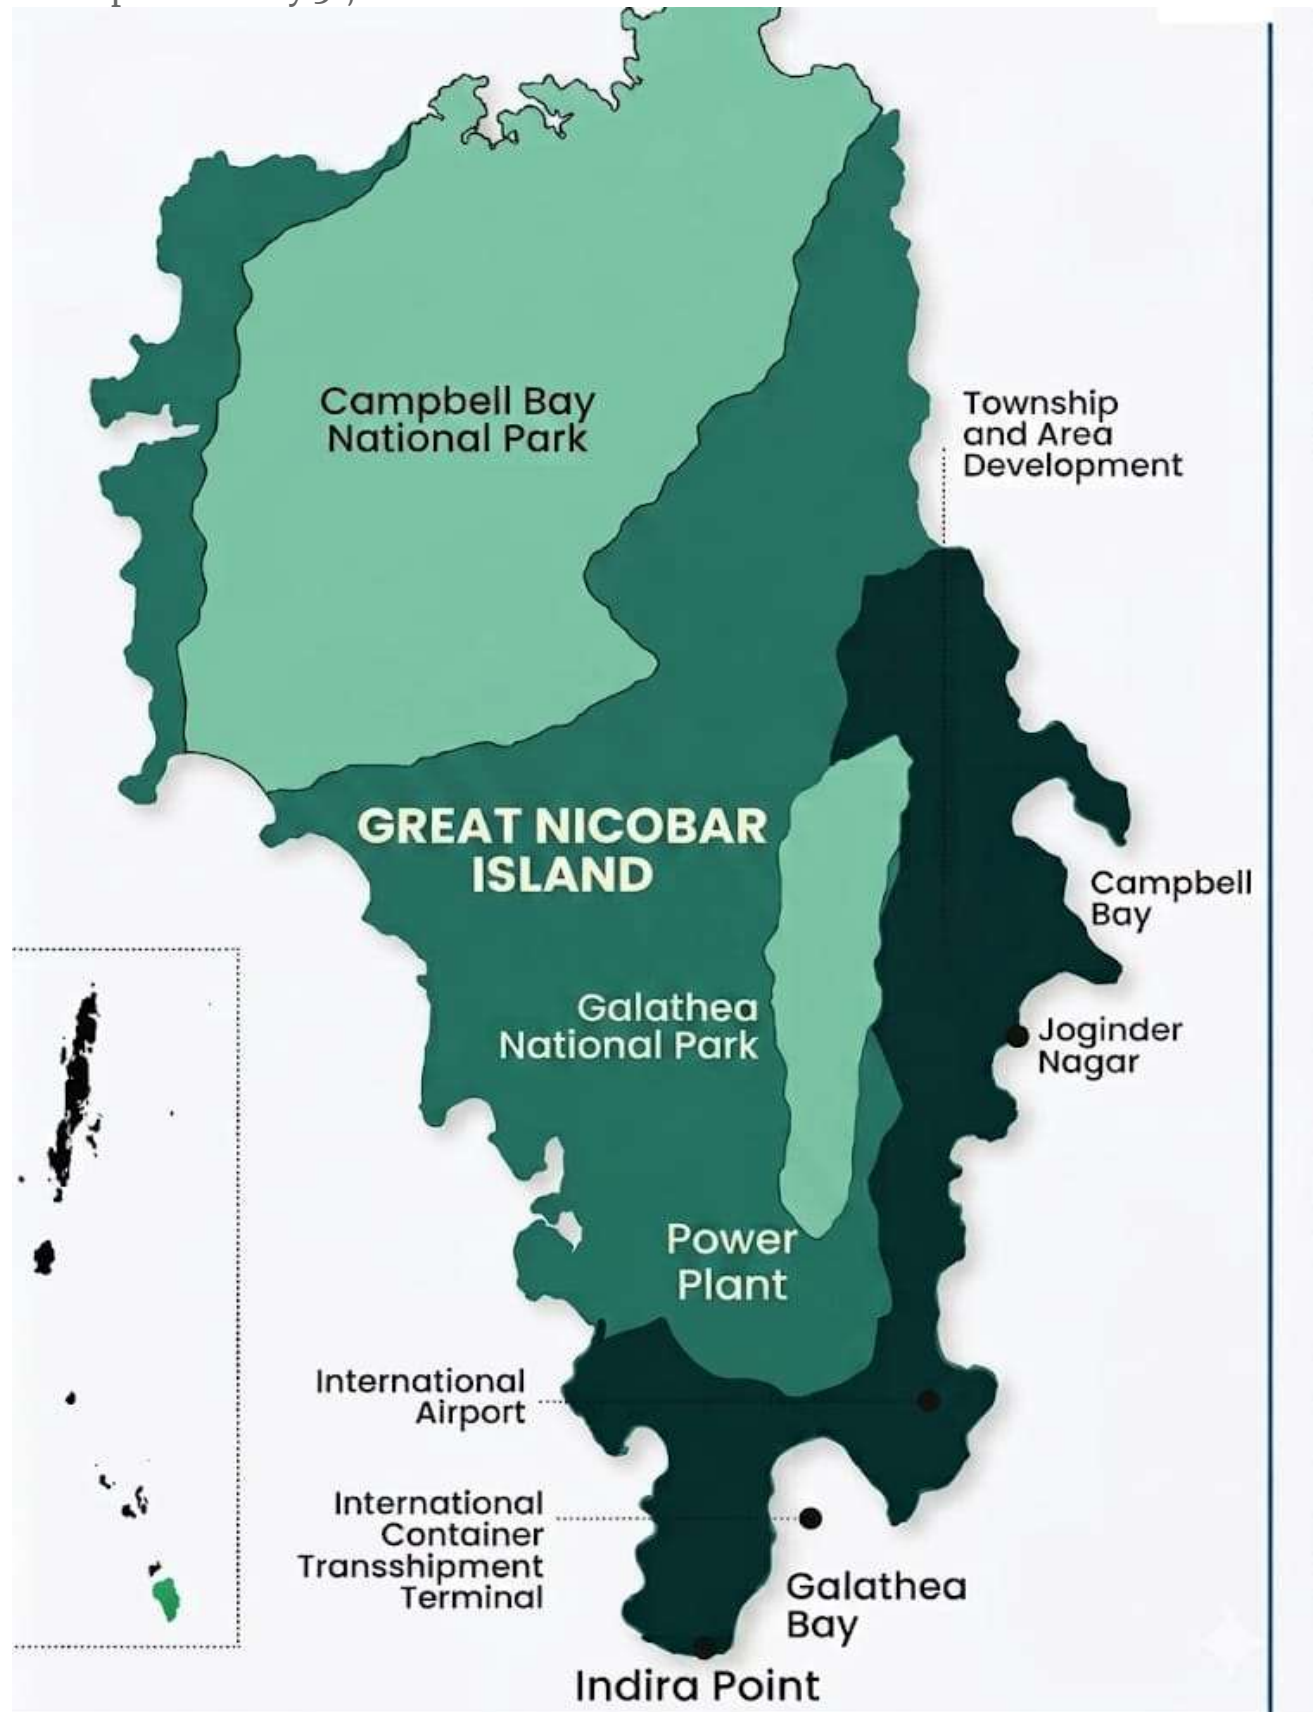 Campbell Bay
National Park
Township
and Area
Development
GREAT NICOBAR
ISLAND
Campbell
Bay
Galathea
National Park
Joginder
Nagar
Power
Plant
International
Airport
International
Container
Transshipment
Terminal
Galathea
Bay
Indira Point